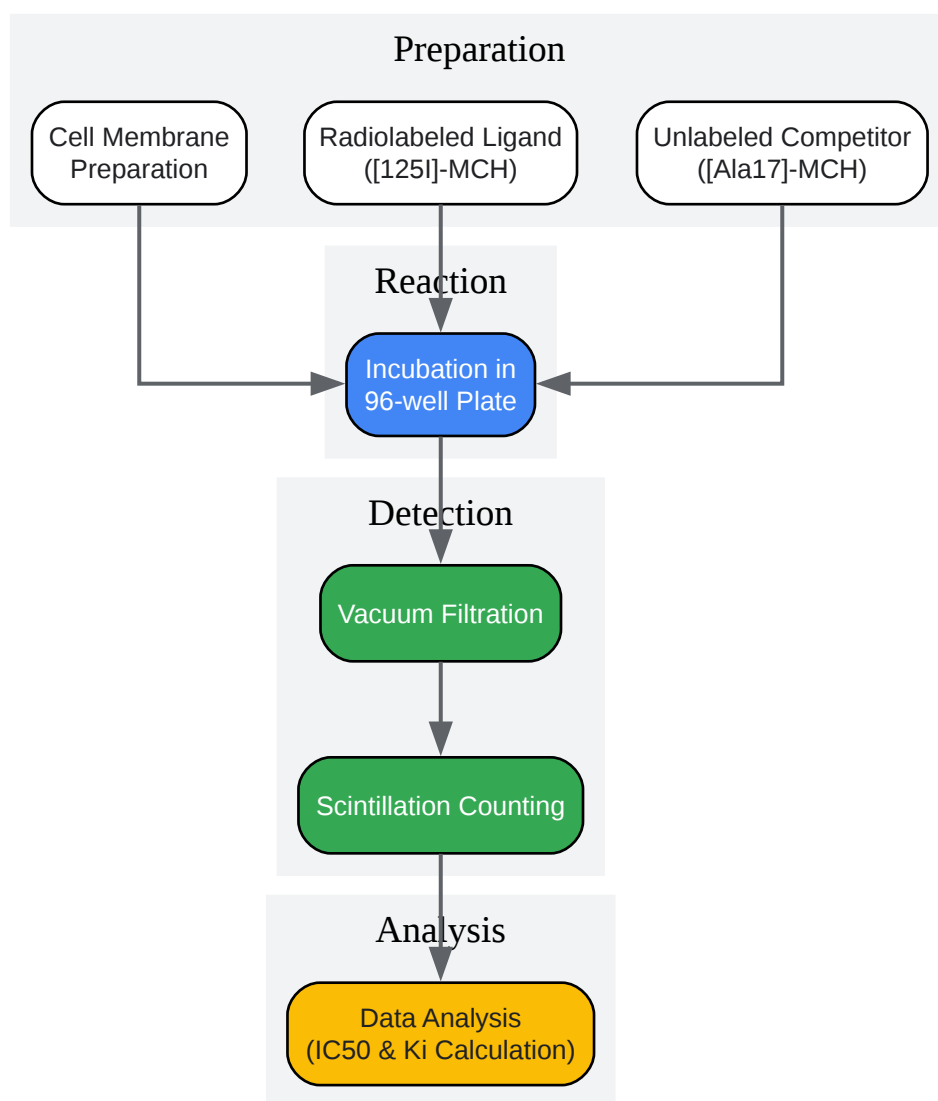 Preparation
Cell Membrane
Preparation
Radiolabeled Ligand
([125I]-MCH)
Unlabeled Competitor
([Ala17]-MCH)
Reaction
Incubation in
96-well Plate
Detection
Vacuum Filtration
Scintillation Counting
Analysis
Data Analysis
(IC50 & Ki Calculation)